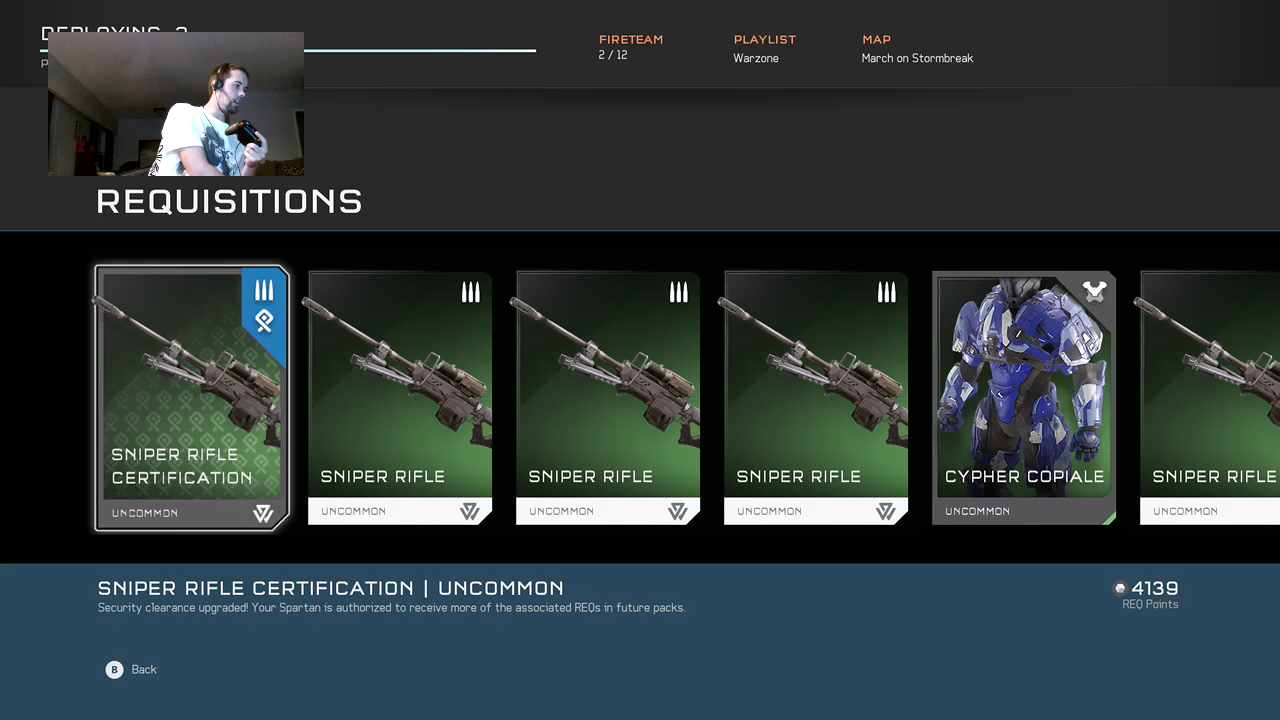 FIRETEAM
2 / 12
PLAYLIST
Warzone
MAP
March on Stormbreak
REQUISITIONS
SNIPER RIFLE
CERTIFICATION
UNCOMMON
SNIPER RIFLE
UNCOMMON
SNIPER RIFLE
UNCOMMON
SNIPER RIFLE
UNCOMMON
CYPHER COPIALE
UNCOMMON
SNIPER RIFLE
UNCOMMON
SNIPER RIFLE CERTIFICATION | UNCOMMON
Security clearance upgraded! Your Spartan is authorized to receive more of the associated REQs in future packs.
4139
REQ Points
B Back